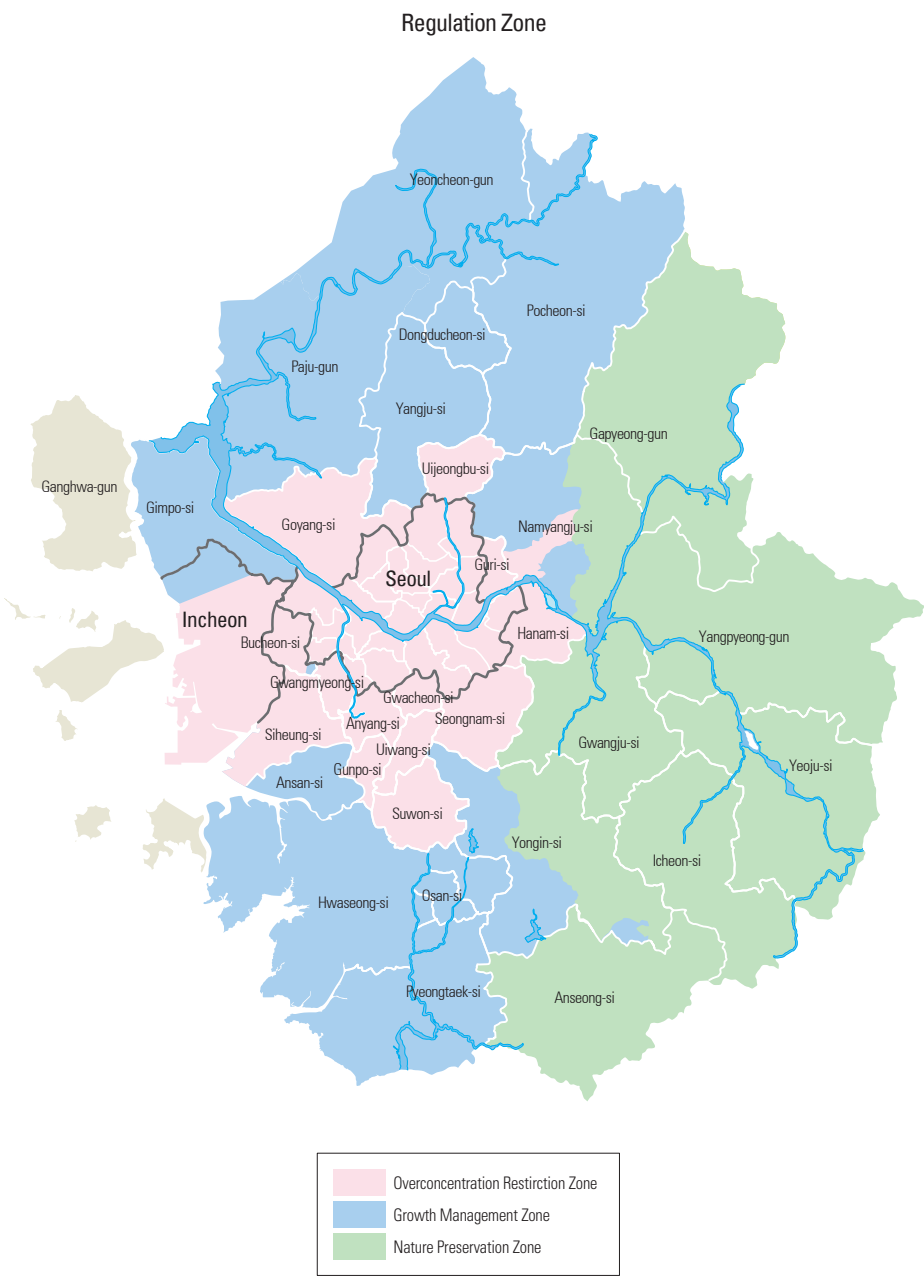 Regulation Zone
Yeoncheon-gun
Pocheon-si
Dongducheon-si
Paju-gun
Yangju-si
Gapyeong-gun
Uijeongbu-si
Ganghwa-gun
Gimpo-si
Goyang-si
Namyangju-si
Guri-si
Seoul
Incheon
Hanam-si
Yangpyeong-gun
Bucheon-si
Gwangmyeong-si
Gwacheon-si
Seongnam-si
Anyang-si
Siheung-si
Uiwang-si
Gwangju-si
Yeoju-si
Gunpo-si
Ansan-si
Suwon-si
Yongin-si
Icheon-si
Hwaseong-si
Osan-si
Pyeongtaek-si
Anseong-si
Overconcentration Restirction Zone
Growth Management Zone
Nature Preservation Zone